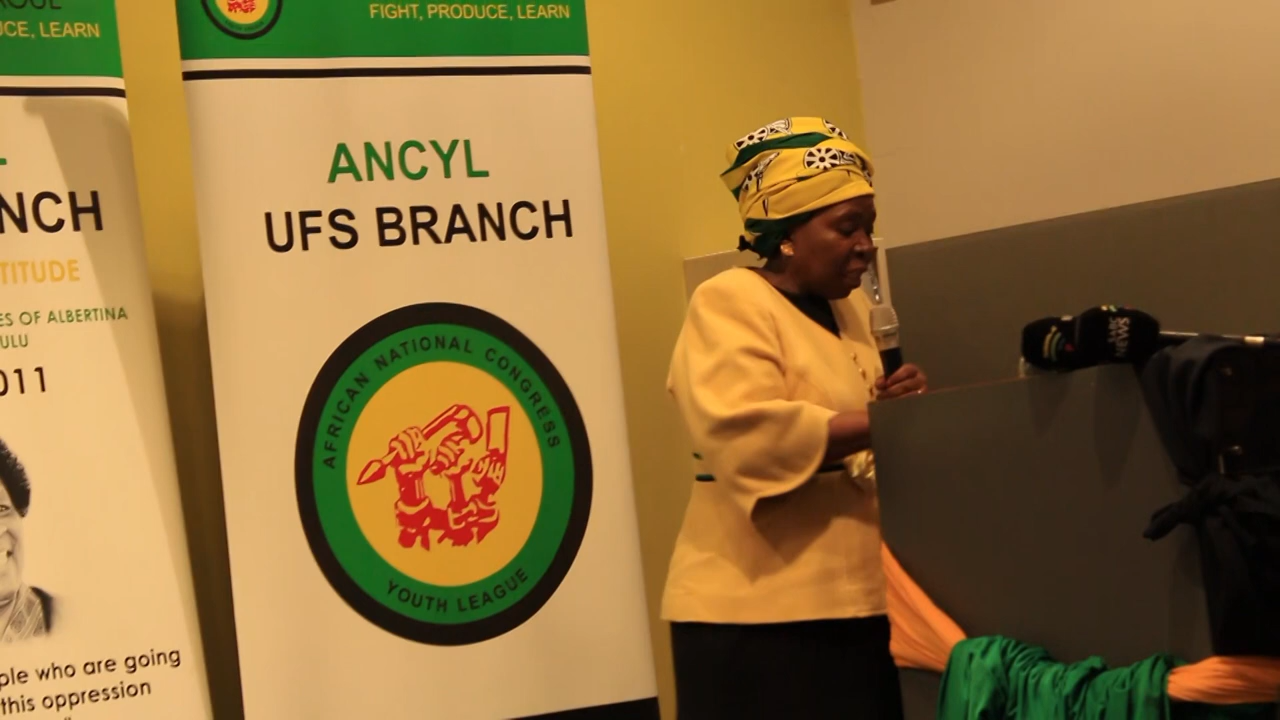 UCE, LEARN
NCH
TITUDE
ES OF ALBERTINA
ULU
011
ple who are going
this oppression
FIGHT, PRODUCE, LEARN
ANCYL
UFS BRANCH
AFRICAN NATIONAL CONGRESS
YOUTH LEAGUE
NEWS